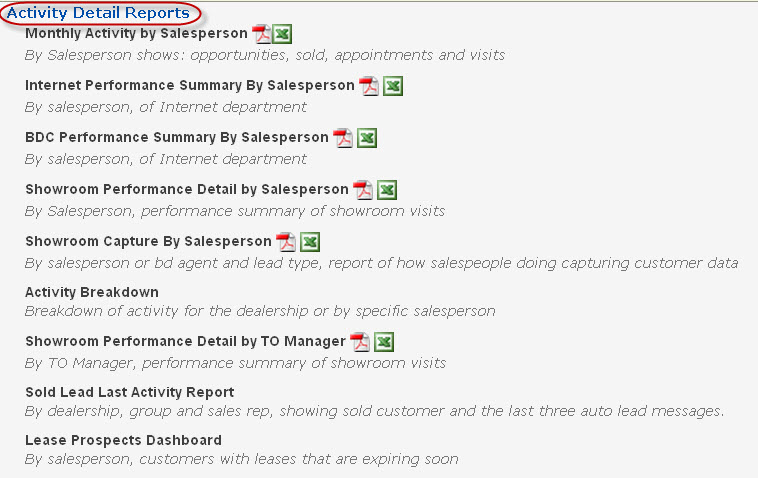 Activity Detail Reports
Monthly Activity by Salesperson
By Salesperson shows: opportunities, sold, appointments and visits
Internet Performance Summary By Salesperson
By salesperson, of Internet department
BDC Performance Summary By Salesperson
By salesperson, of Internet department
Showroom Performance Detail by Salesperson
By Salesperson, performance summary of showroom visits
Showroom Capture By Salesperson
By salesperson or bd agent and lead type, report of how salespeople doing capturing customer data
Activity Breakdown
Breakdown of activity for the dealership or by specific salesperson
Showroom Performance Detail by TO Manager
By TO Manager, performance summary of showroom visits
Sold Lead Last Activity Report
By dealership, group and sales rep, showing sold customer and the last three auto lead messages.
Lease Prospects Dashboard
By salesperson, customers with leases that are expiring soon